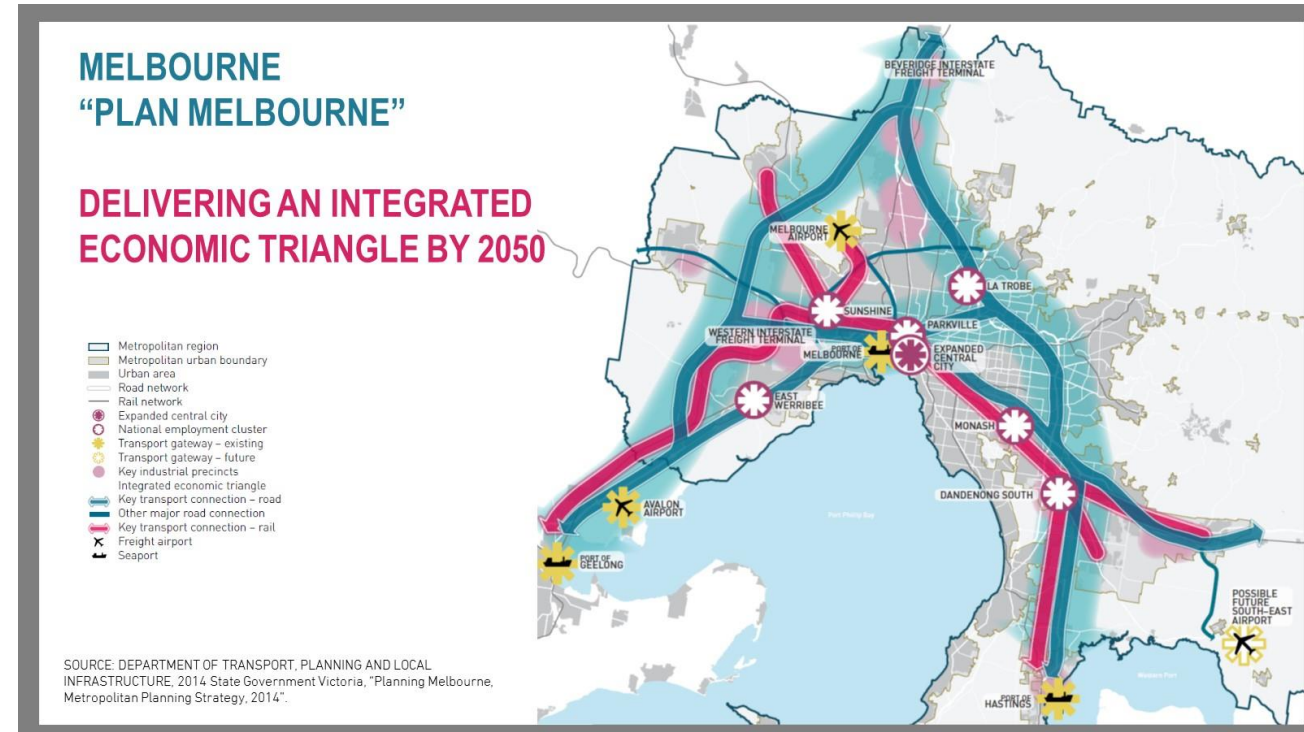 MELBOURNE
“PLAN MELBOURNE”
DELIVERING AN INTEGRATED
ECONOMIC TRIANGLE BY 2050
Metropolitan region
Metropolitan urban boundary
Urban area
Road network
Rail network
Expanded central city
National employment cluster
Transport gateway – existing
Transport gateway – future
Key industrial precincts
Integrated economic triangle
Key transport connection – road
Other major road connection
Key transport connection – rail
Freight airport
Seaport
SOURCE: DEPARTMENT OF TRANSPORT, PLANNING AND LOCAL
INFRASTRUCTURE, 2014 State Government Victoria, “Planning Melbourne,
Metropolitan Planning Strategy, 2014”.
BEVERIDGE INTERSTATE
FREIGHT TERMINAL
MELBOURNE
AIRPORT
LA TROBE
SUNSHINE
PARKVILLE
WESTERN INTERSTATE
FREIGHT TERMINAL
PORT OF
MELBOURNE
EXPANDED
CENTRAL
CITY
EAST
WERRIBEE
MONASH
DANDENONG SOUTH
AVALON
AIRPORT
Port Phillip Bay
PORT OF
GEELONG
POSSIBLE
FUTURE
SOUTH-EAST
AIRPORT
Western Port
PORT OF
HASTINGS